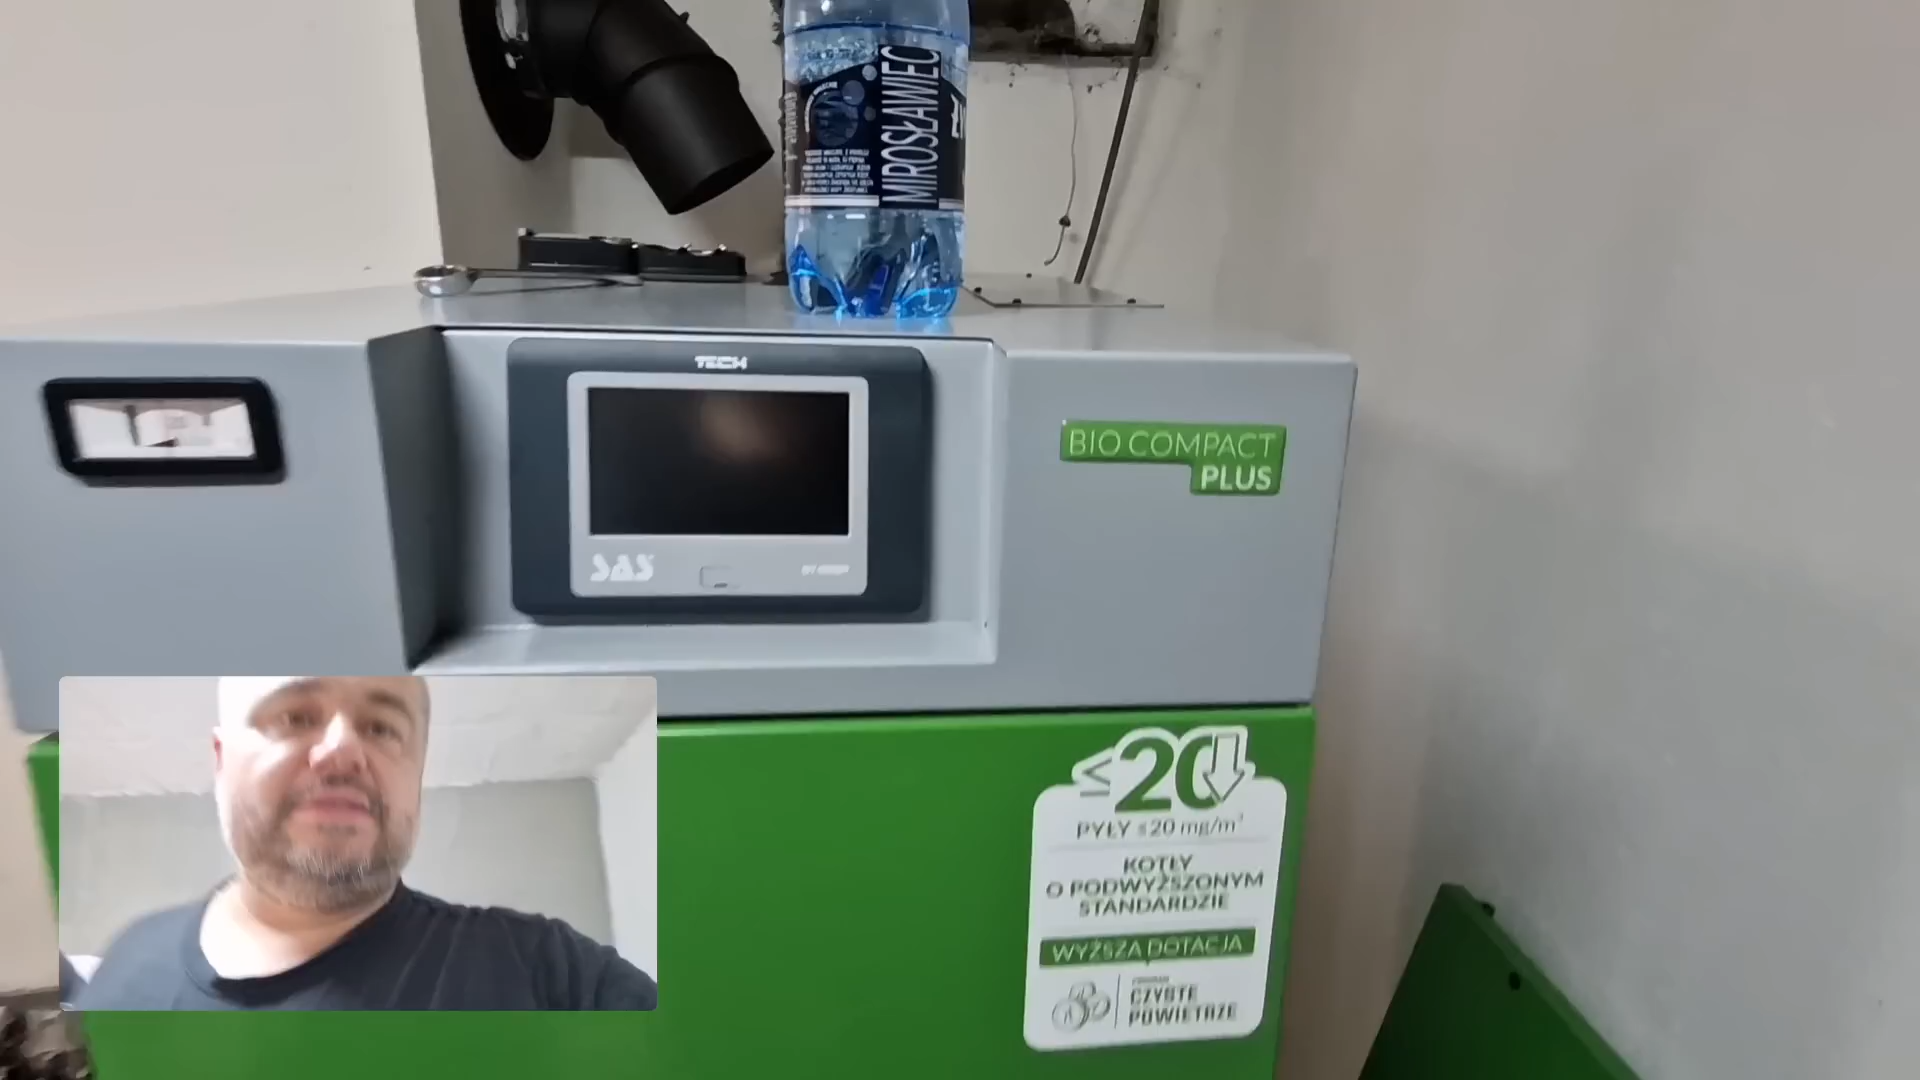 MIROSŁAWIEC
TECH
SAS
BIO COMPACT
PLUS
≤20
PYŁY ≤20 mg/m³
KOTŁY
O PODWYŻSZONYM
STANDARDZIE
WYŻSZA DOTACJA
CZYSTE
POWIETRZE